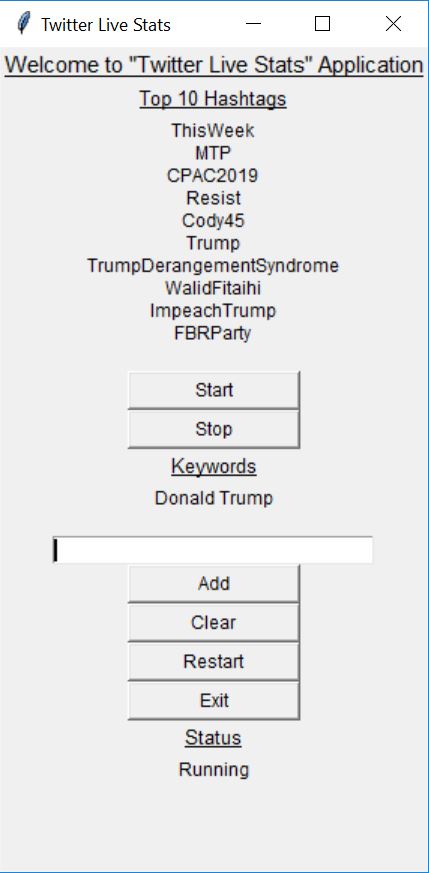 Twitter Live Stats
Welcome to "Twitter Live Stats" Application
Top 10 Hashtags
ThisWeek
MTP
CPAC2019
Resist
Cody45
Trump
TrumpDerangementSyndrome
WalidFitaihi
ImpeachTrump
FBRParty
Start
Stop
Keywords
Donald Trump
Add
Clear
Restart
Exit
Status
Running